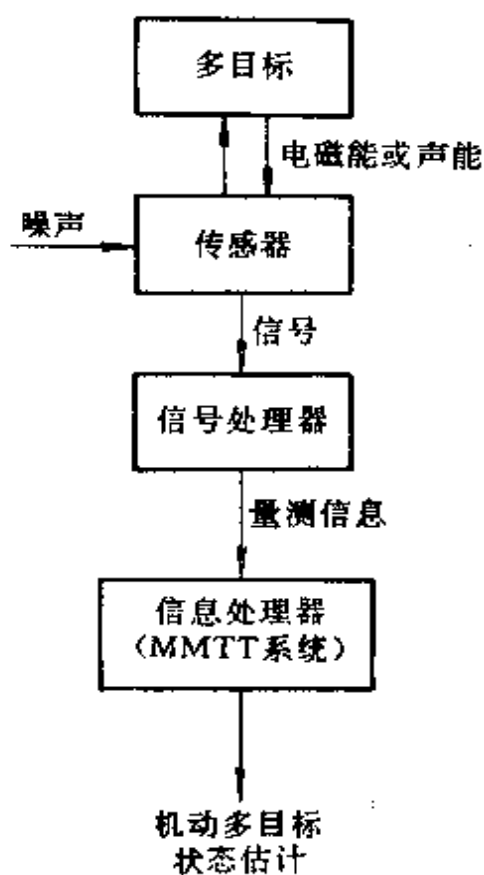 多目标
电磁能或声能
噪声
传感器
信号
信号处理器
量测信息
信息处理器
（MMTT系统）
机动多目标
状态估计